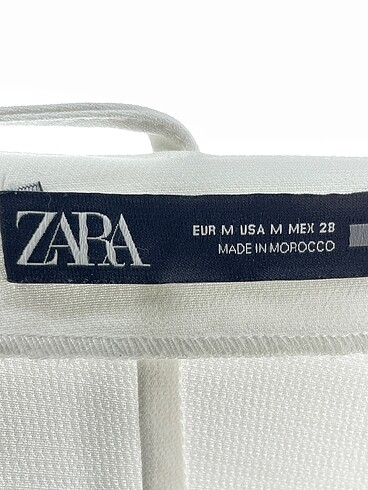 ZARA
EUR M USA M MEX 28
MADE IN MOROCCO